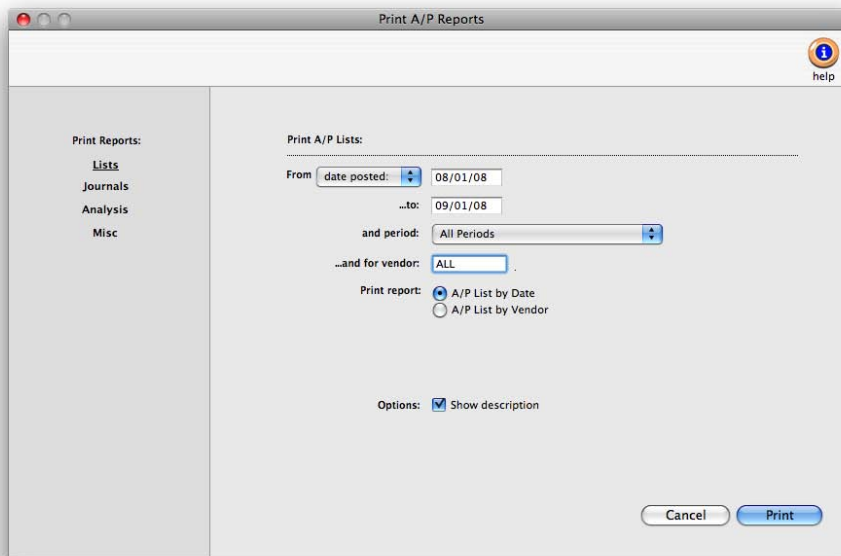 Print A/P Reports
help
Print Reports:
Lists
Journals
Analysis
Misc
Print A/P Lists:
From date posted: 08/01/08
...to: 09/01/08
and period: All Periods
...and for vendor: ALL .
Print report: A/P List by Date
A/P List by Vendor
Options: Show description
Cancel Print